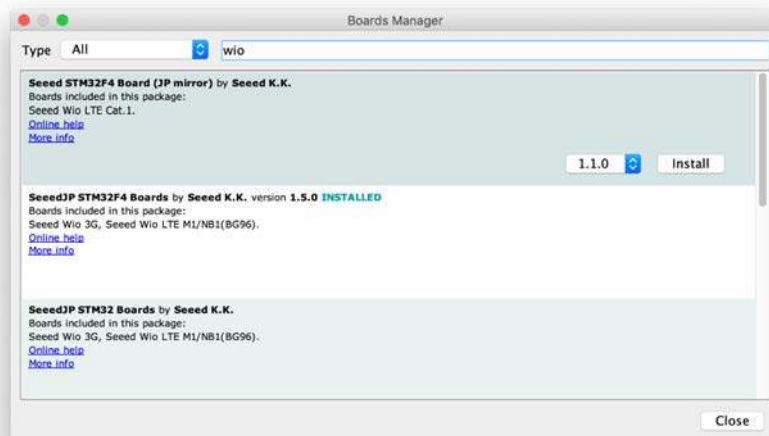 Boards Manager
Type All wio
Seeed STM32F4 Board (JP mirror) by Seeed K.K.
Boards included in this package:
Seeed Wio LTE Cat.1.
Online help
More info
1.1.0 Install
SeeedJP STM32F4 Boards by Seeed K.K. version 1.5.0 INSTALLED
Boards included in this package:
Seeed Wio 3G, Seeed Wio LTE M1/NB1(BG96).
Online help
More info
SeeedJP STM32 Boards by Seeed K.K.
Boards included in this package:
Seeed Wio 3G, Seeed Wio LTE M1/NB1(BG96).
Online help
More info
Close